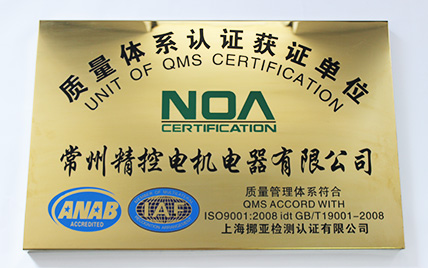 质量体系认证获证单位
UNIT OF QMS CERTIFICATION
NOA
CERTIFICATION
常州精控电机电器有限公司
ANAB
ACCREDITED
IAF
质量管理体系符合
QMS ACCORD WITH
ISO9001:2008 idt GB/T19001-2008
上海挪亚检测认证有限公司